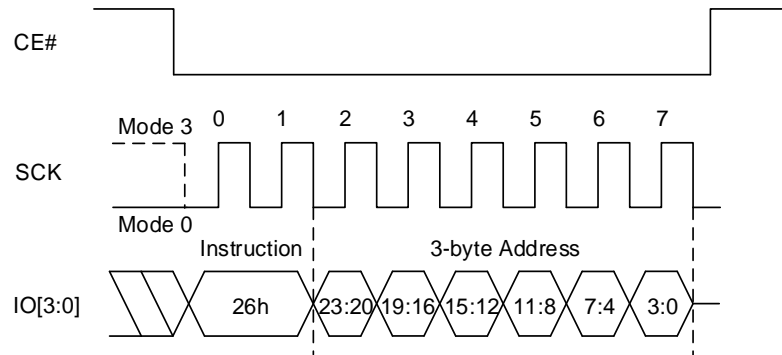 CE#
Mode 3
0 1 2 3 4 5 6 7
SCK
Mode 0
Instruction 3-byte Address
IO[3:0] 26h 23:20 19:16 15:12 11:8 7:4 3:0